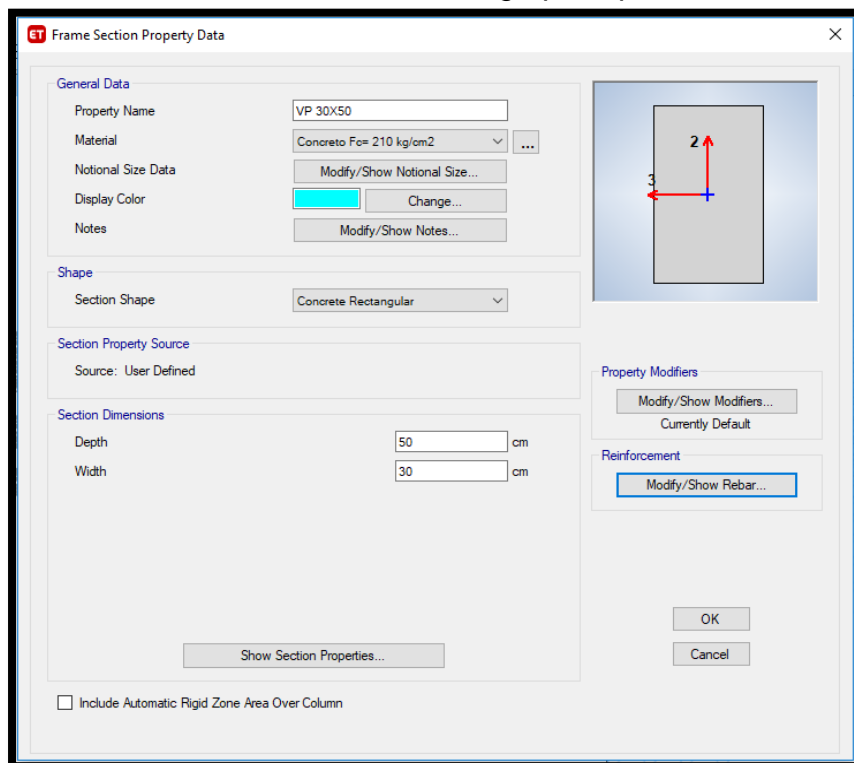 ET Frame Section Property Data
General Data
Property Name VP 30X50
Material Concreto Fc= 210 kg/cm2 ...
Notional Size Data Modify/Show Notional Size...
Display Color Change...
Notes Modify/Show Notes...
2
3
Shape
Section Shape Concrete Rectangular
Section Property Source
Source: User Defined
Section Dimensions
Depth 50 cm
Width 30 cm
Property Modifiers
Modify/Show Modifiers...
Currently Default
Reinforcement
Modify/Show Rebar...
Show Section Properties...
OK
Cancel
Include Automatic Rigid Zone Area Over Column